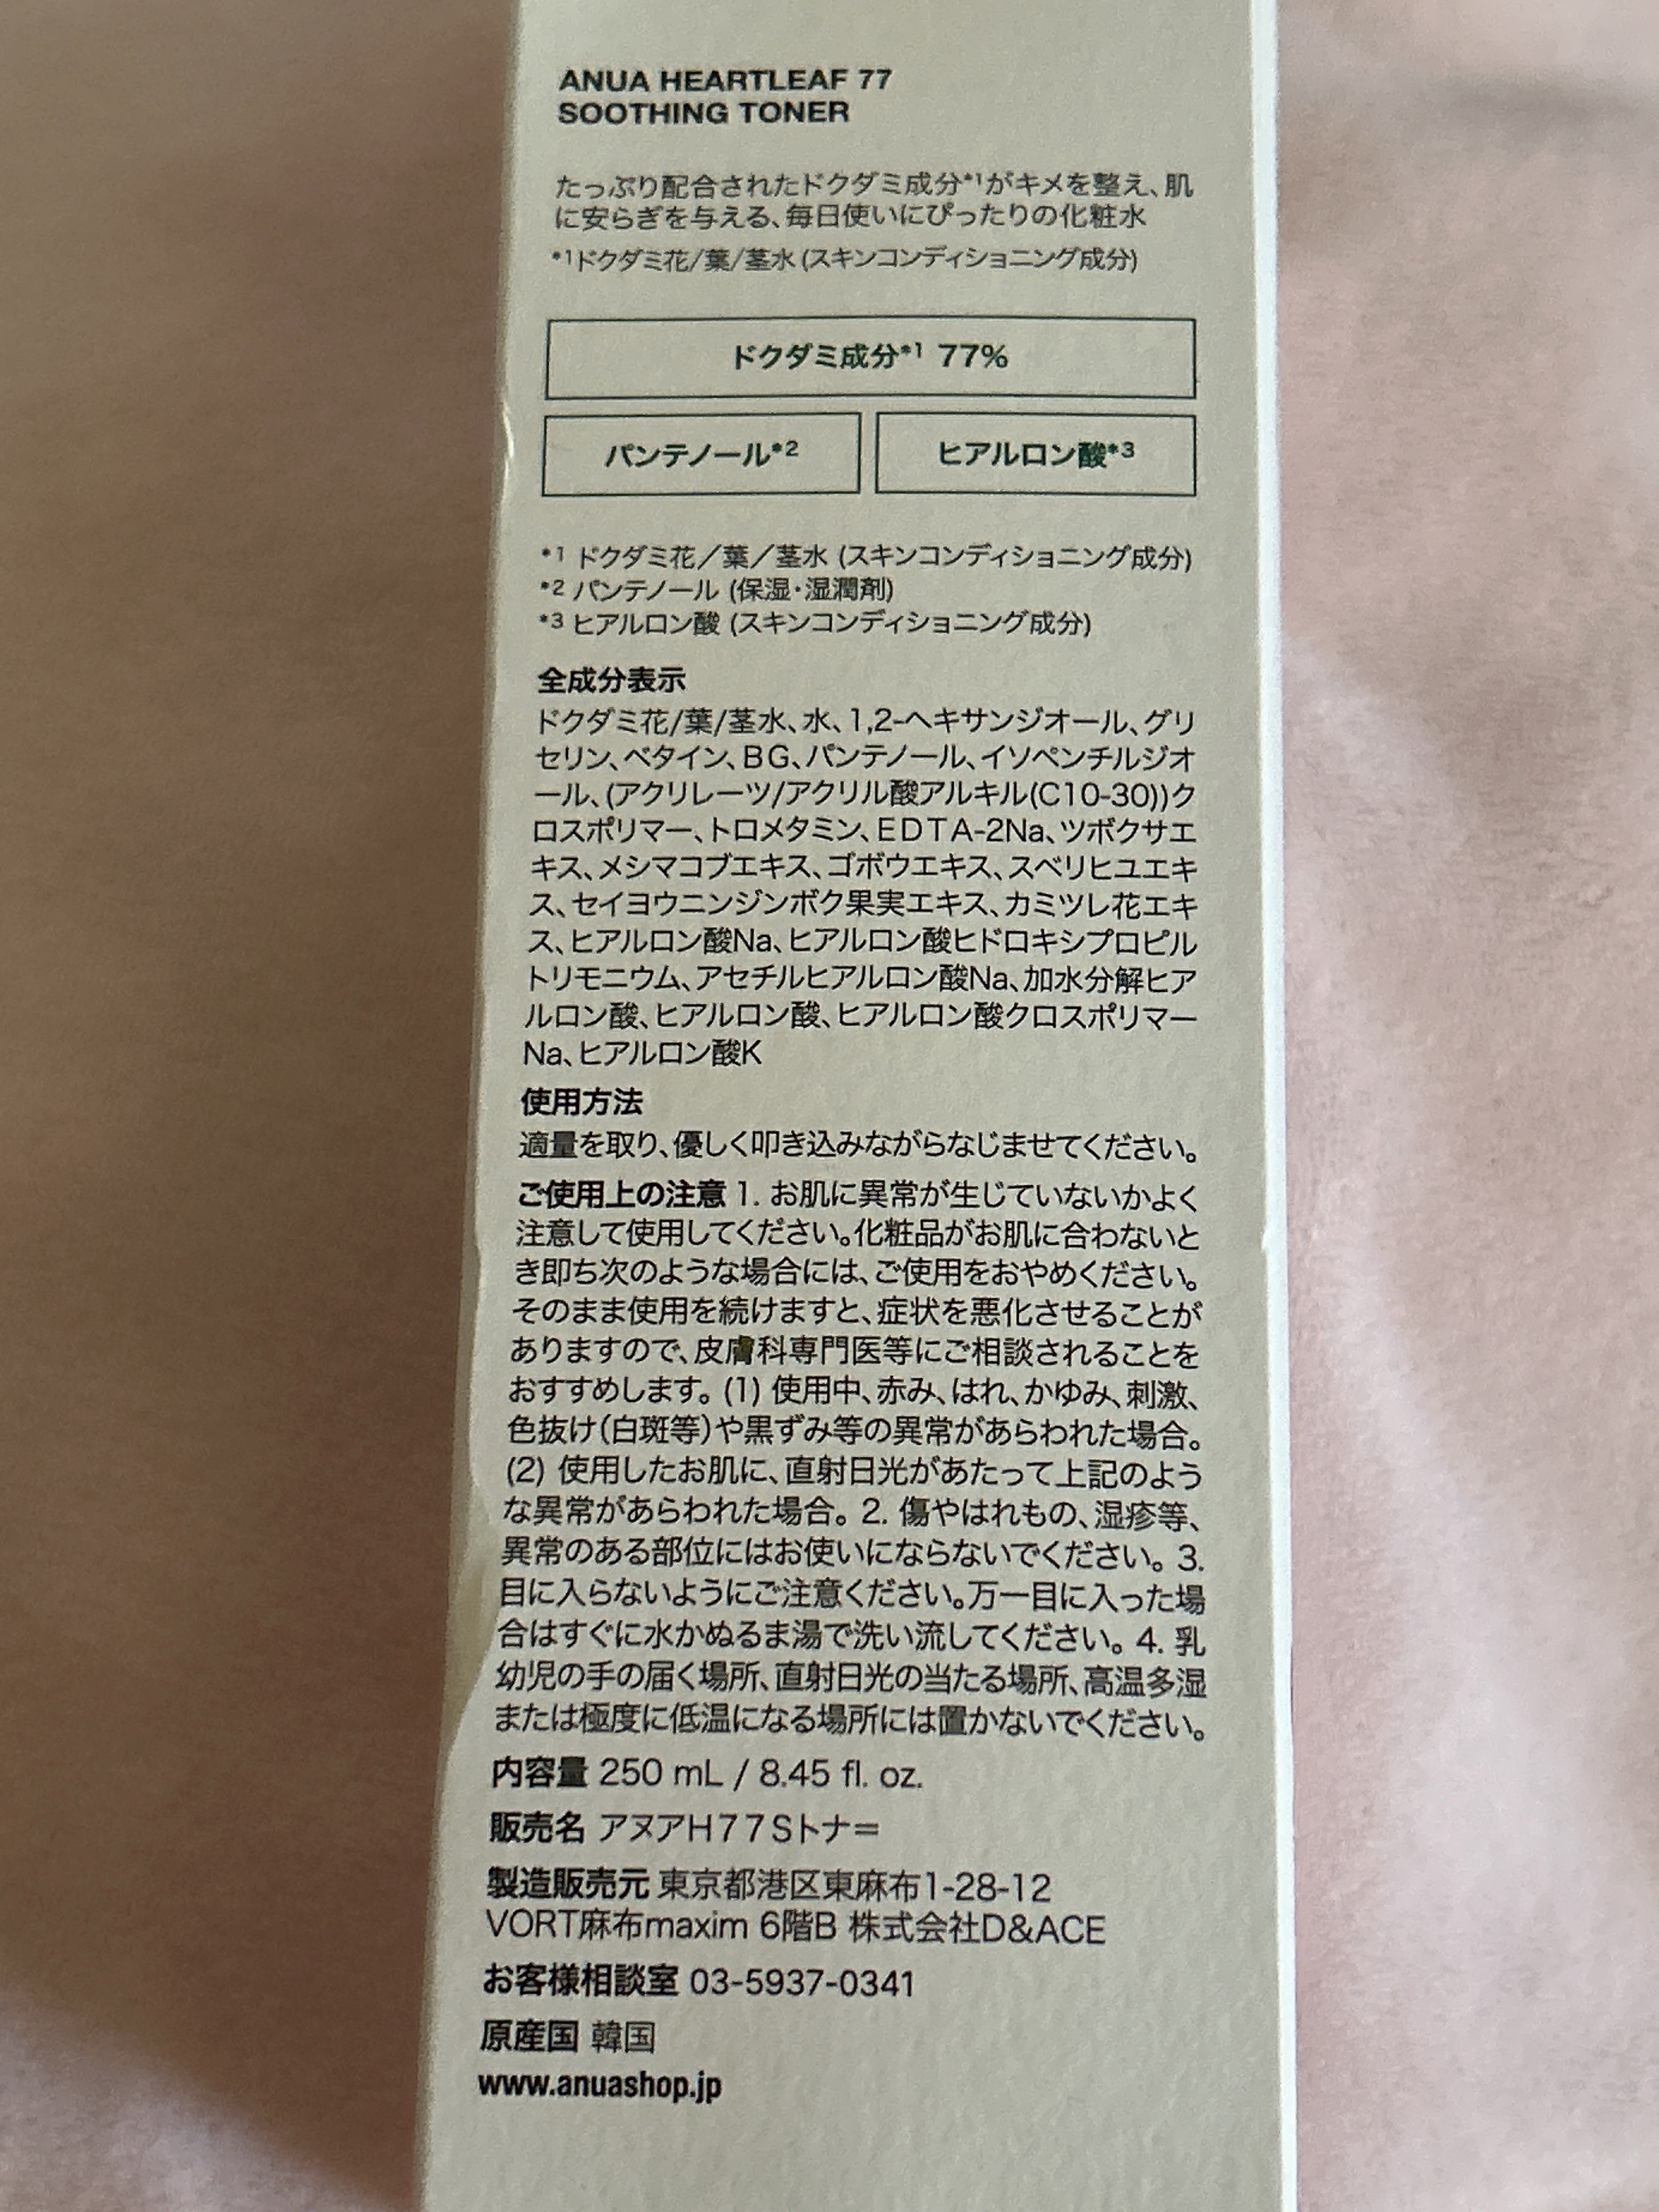 ANUA HEARTLEAF 77
SOOTHING TONER
たっぷり配合されたドクダミ成分*1がキメを整え、肌
に安らぎを与える、毎日使いにぴったりの化粧水
*1ドクダミ花/葉/茎水(スキンコンディショニング成分)
ドクダミ成分*1 77%
パンテノール*2 ヒアルロン酸*3
*1 ドクダミ花／葉／茎水 (スキンコンディショニング成分)
*2 パンテノール (保湿・湿潤剤)
*3 ヒアルロン酸 (スキンコンディショニング成分)
全成分表示
ドクダミ花/葉/茎水、水、1,2-ヘキサンジオール、グリ
セリン、ベタイン、BG、パンテノール、イソペンチルジオ
ール、(アクリレーツ/アクリル酸アルキル(C10-30))ク
ロスポリマー、トロメタミン、EDTA-2Na、ツボクサエ
キス、メシマコブエキス、ゴボウエキス、スベリヒユエキ
ス、セイヨウニンジンボク果実エキス、カミツレ花エキ
ス、ヒアルロン酸Na、ヒアルロン酸ヒドロキシプロピル
トリモニウム、アセチルヒアルロン酸Na、加水分解ヒア
ルロン酸、ヒアルロン酸、ヒアルロン酸クロスポリマー
Na、ヒアルロン酸K
使用方法
適量を取り、優しく叩き込みながらなじませてください。
ご使用上の注意 1. お肌に異常が生じていないかよく
注意して使用してください。化粧品がお肌に合わないと
き即ち次のような場合には、ご使用をおやめください。
そのまま使用を続けますと、症状を悪化させることが
ありますので、皮膚科専門医等にご相談されることを
おすすめします。(1) 使用中、赤み、はれ、かゆみ、刺激、
色抜け(白斑等)や黒ずみ等の異常があらわれた場合。
(2) 使用したお肌に、直射日光があたって上記のよう
な異常があらわれた場合。2. 傷やはれもの、湿疹等、
異常のある部位にはお使いにならないでください。3.
目に入らないようにご注意ください。万一目に入った場
合はすぐに水かぬるま湯で洗い流してください。4. 乳
幼児の手の届く場所、直射日光の当たる場所、高温多湿
または極度に低温になる場所には置かないでください。
内容量 250 mL / 8.45 fl. oz.
販売名 アヌアH77Sトナ＝
製造販売元 東京都港区東麻布1-28-12
VORT麻布maxim 6階B 株式会社D&ACE
お客様相談室 03-5937-0341
原産国 韓国
www.anuashop.jp